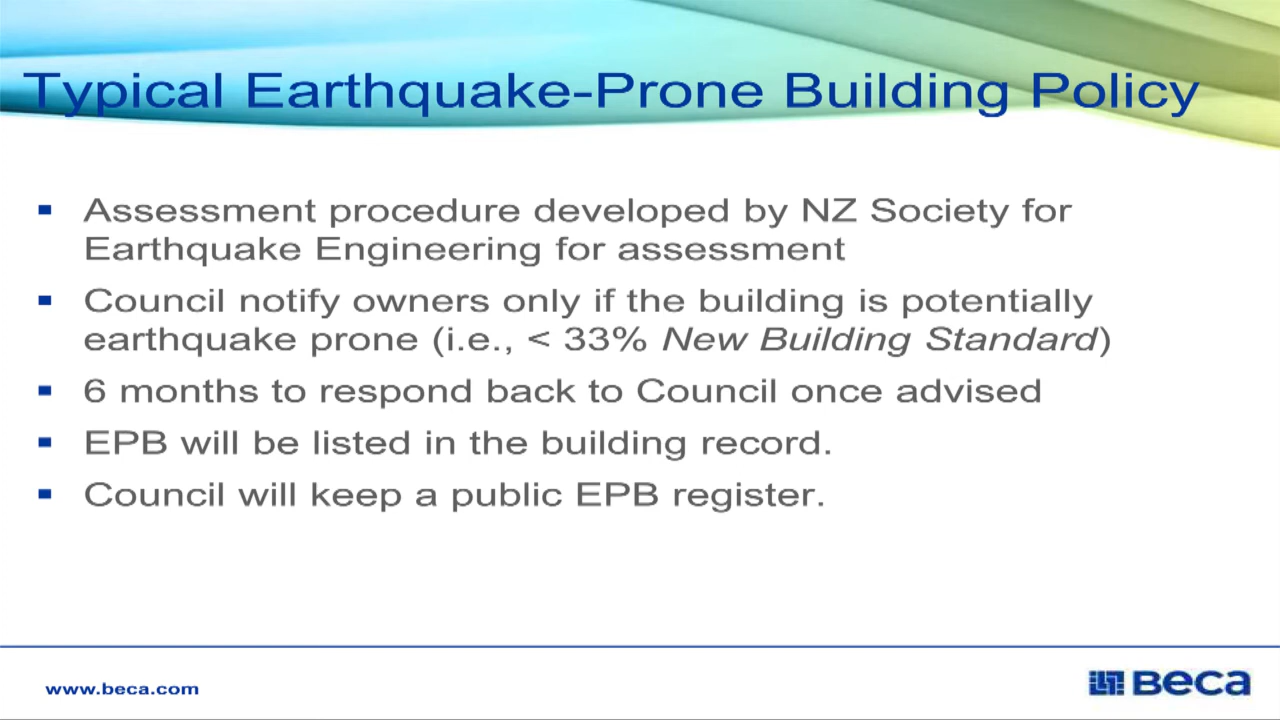 Typical Earthquake-Prone Building Policy
Assessment procedure developed by NZ Society for
Earthquake Engineering for assessment
Council notify owners only if the building is potentially
earthquake prone (i.e., < 33% New Building Standard)
6 months to respond back to Council once advised
EPB will be listed in the building record.
Council will keep a public EPB register.
www.beca.com
Beca